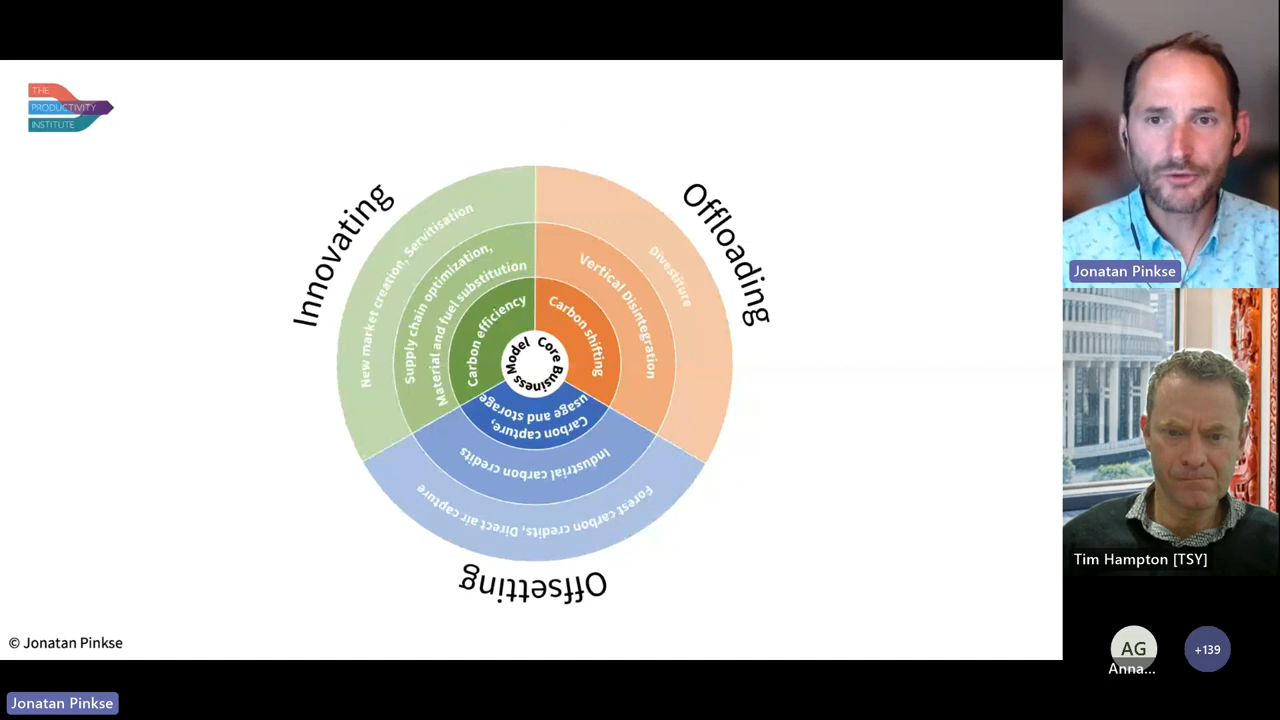 THE
PRODUCTIVITY
INSTITUTE
Innovating
New market creation, Servitisation
Supply chain optimization,
Material and fuel substitution
Carbon efficiency
Offloading
Divestiture
Vertical Disintegration
Carbon shifting
Core Business Model
Carbon capture,
usage and storage
Industrial carbon credits
Forest carbon credits, Direct air capture
Offsetting
© Jonatan Pinkse
Jonatan Pinkse
Jonatan Pinkse
Tim Hampton [TSY]
AG
Anna...
+139